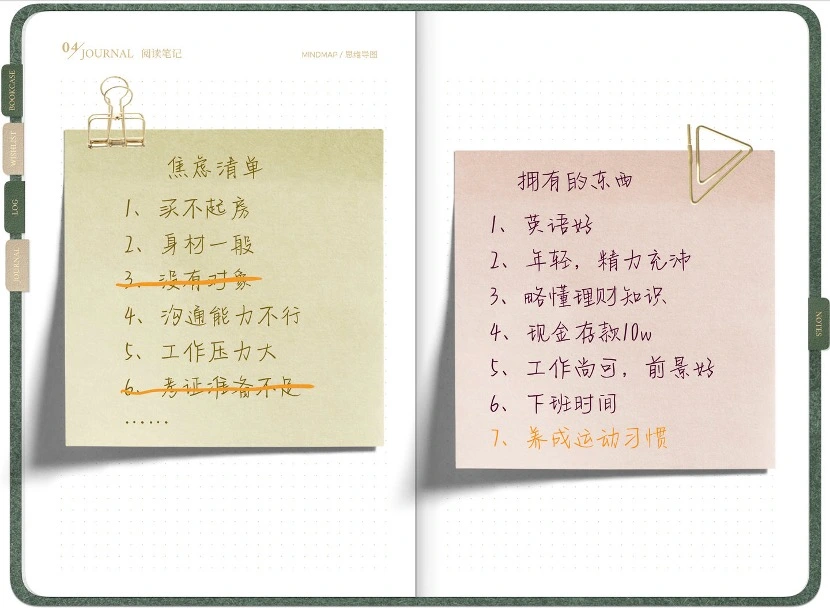 04/JOURNAL 阅读笔记
MINDMAP / 思维导图
BOOKCASE
WISHLIST
LOG
JOURNAL
焦虑清单
1、买不起房
2、身材一般
3、没有对象
4、沟通能力不行
5、工作压力大
6、考证准备不足
······
拥有的东西
1、英语好
2、年轻，精力充沛
3、略懂理财知识
4、现金存款10w
5、工作尚可，前景好
6、下班时间
7、养成运动习惯
NOTES